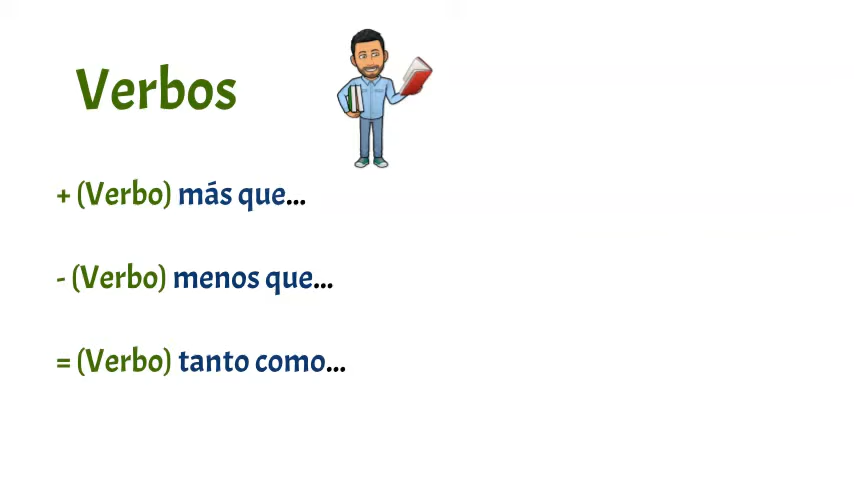 Verbos
+ (Verbo) más que...
- (Verbo) menos que...
= (Verbo) tanto como...